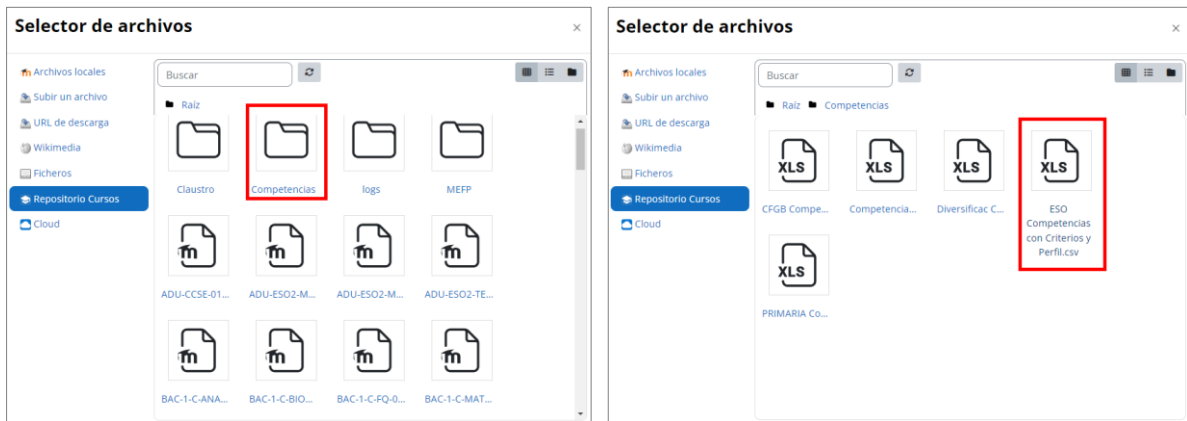 Selector de archivos
×
Archivos locales
Subir un archivo
URL de descarga
Wikimedia
Ficheros
Repositorio Cursos
Cloud
Buscar
Raíz
Claustro
Competencias
logs
MEFP
m
m
m
m
ADU-CCSE-01...
ADU-ESO2-M...
ADU-ESO2-M...
ADU-ESO2-TE...
m
m
m
m
BAC-1-C-ANA...
BAC-1-C-BIO...
BAC-1-C-FQ-0...
BAC-1-C-MAT...
Selector de archivos
×
Archivos locales
Subir un archivo
URL de descarga
Wikimedia
Ficheros
Repositorio Cursos
Cloud
Buscar
Raíz Competencias
XLS
XLS
XLS
XLS
CFGB Compe...
Competencia...
Diversificac C...
ESO
Competencias
con Criterios y
Perfil.csv
XLS
PRIMARIA Co...